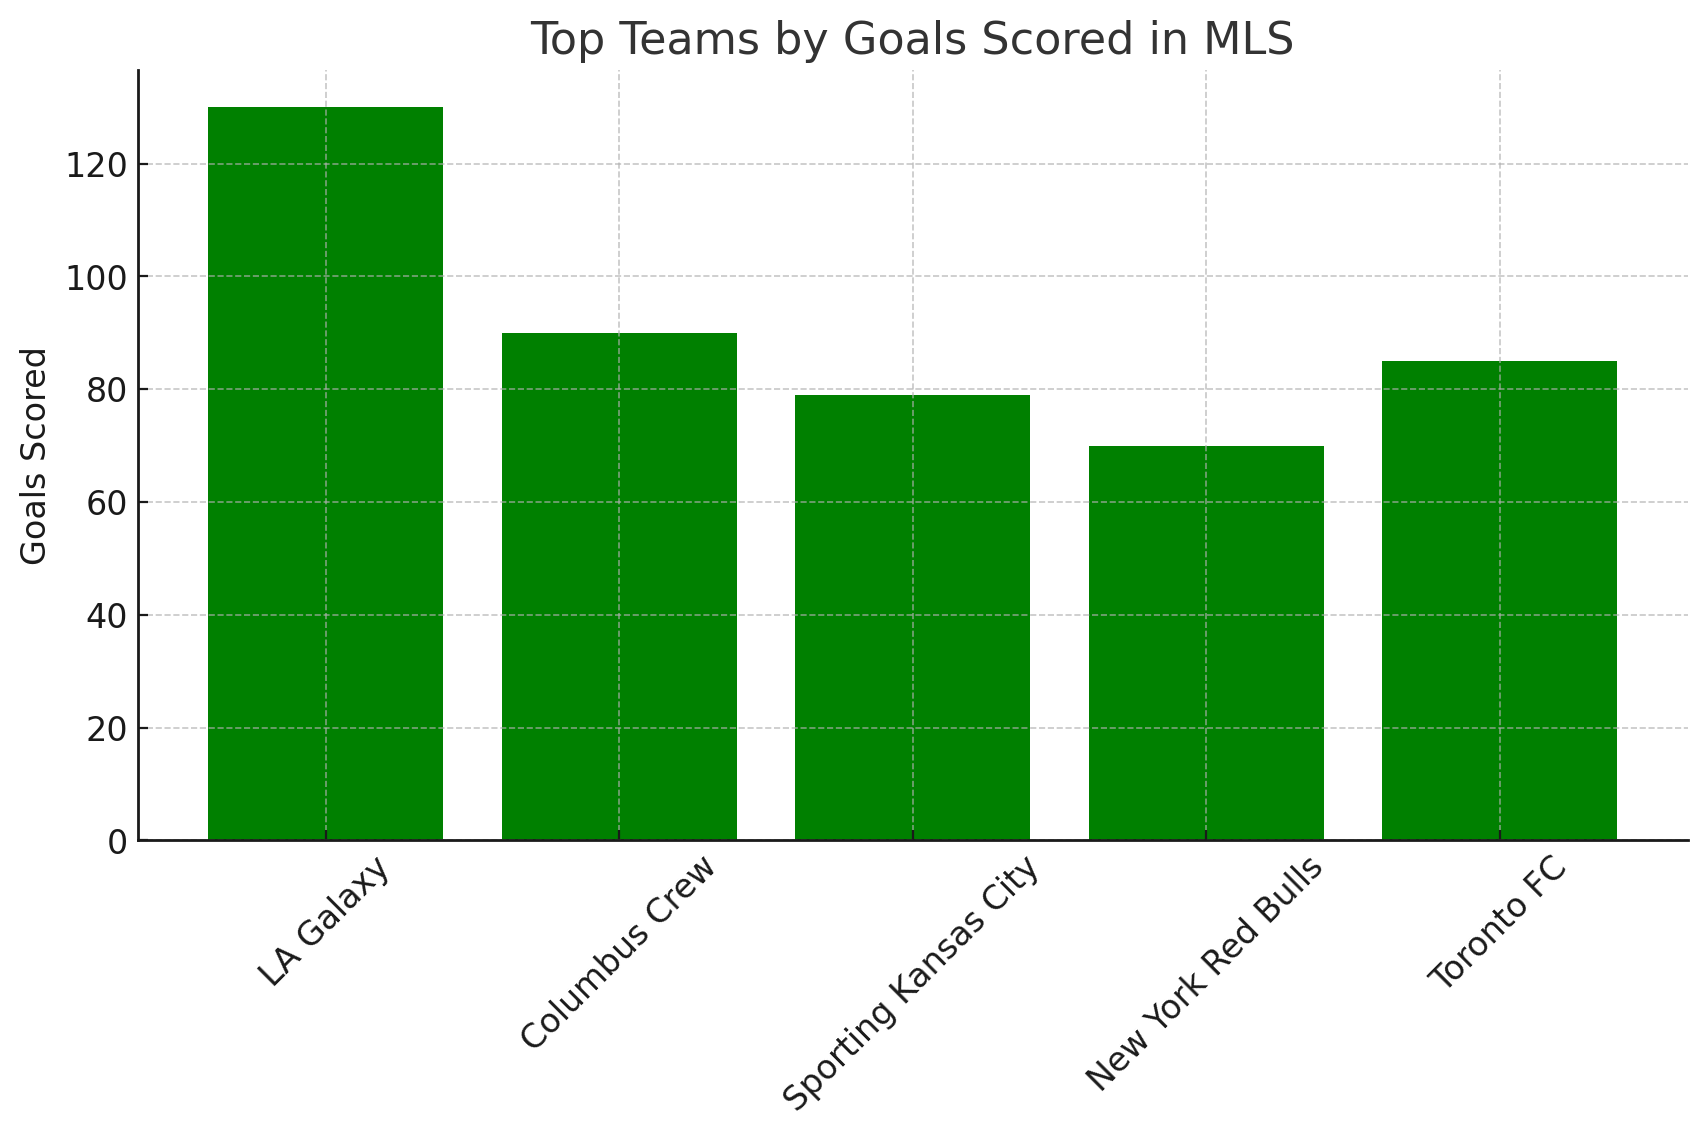 Top Teams by Goals Scored in MLS
Goals Scored
120
100
80
60
40
20
0
LA Galaxy
Columbus Crew
Sporting Kansas City
New York Red Bulls
Toronto FC